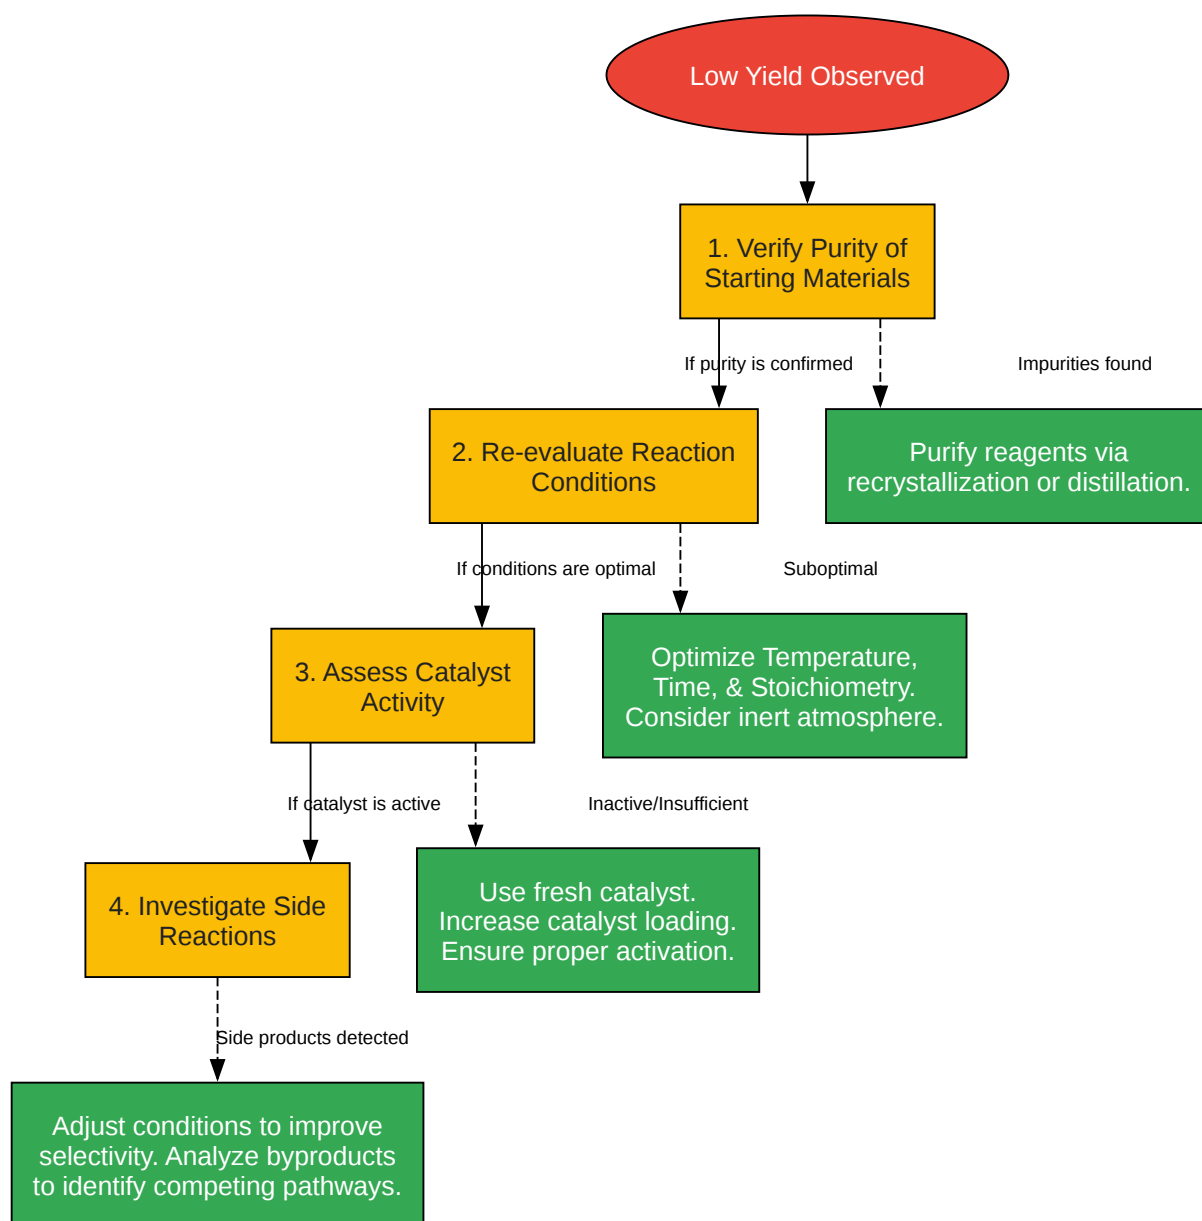 Low Yield Observed
1. Verify Purity of
Starting Materials
If purity is confirmed
Impurities found
2. Re-evaluate Reaction
Conditions
Purify reagents via
recrystallization or distillation.
If conditions are optimal
Suboptimal
3. Assess Catalyst
Activity
Optimize Temperature,
Time, & Stoichiometry.
Consider inert atmosphere.
If catalyst is active
Inactive/Insufficient
4. Investigate Side
Reactions
Use fresh catalyst.
Increase catalyst loading.
Ensure proper activation.
Side products detected
Adjust conditions to improve
selectivity. Analyze byproducts
to identify competing pathways.